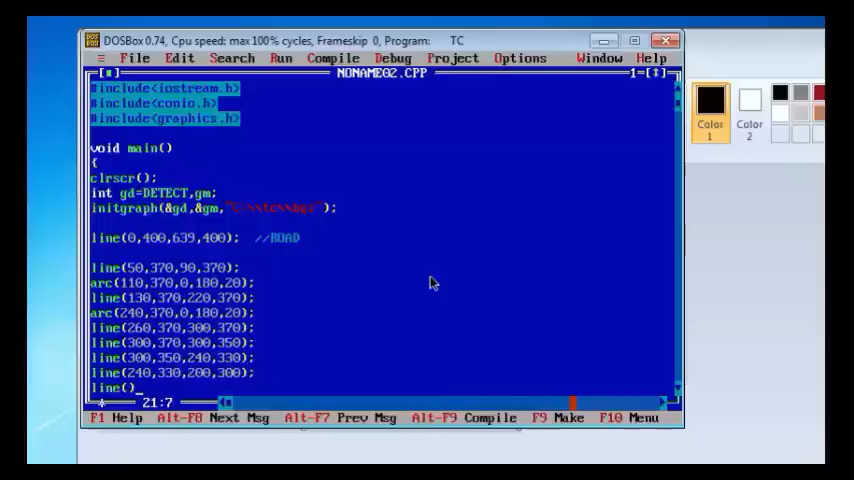 DOSBox 0.74, Cpu speed: max 100% cycles, Frameskip 0, Program: TC
File Edit Search Run Compile Debug Project Options Window Help
NONAME02.CPP 1=[↕]
#include<iostream.h>
#include<conio.h>
#include<graphics.h>
void main()
{
clrscr();
int gd=DETECT,gm;
initgraph(&gd,&gm,"C:\\tc\\bgi");
line(0,400,639,400); //ROAD
line(50,370,90,370);
arc(110,370,0,180,20);
line(130,370,220,370);
arc(240,370,0,180,20);
line(260,370,300,370);
line(300,370,300,350);
line(300,350,240,330);
line(240,330,200,300);
line()_
21:7
F1 Help Alt-F8 Next Msg Alt-F7 Prev Msg Alt-F9 Compile F9 Make F10 Menu
Color 1
Color 2